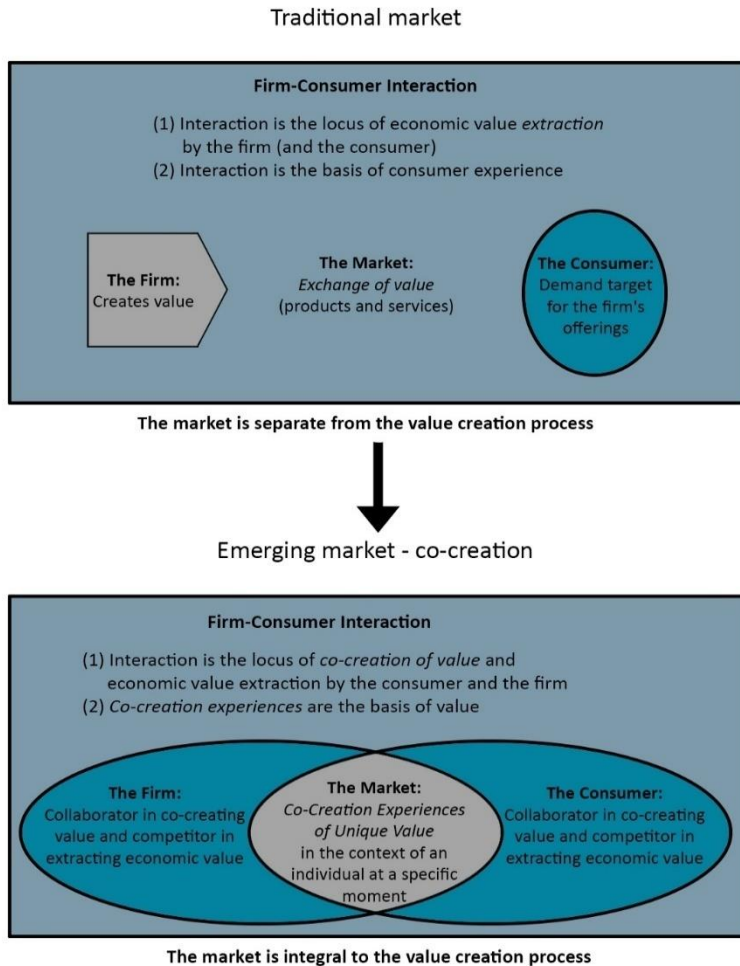 Traditional market
Firm-Consumer Interaction
(1) Interaction is the locus of economic value extraction
by the firm (and the consumer)
(2) Interaction is the basis of consumer experience
The Firm:
Creates value
The Market:
Exchange of value
(products and services)
The Consumer:
Demand target
for the firm's
offerings
The market is separate from the value creation process
Emerging market - co-creation
Firm-Consumer Interaction
(1) Interaction is the locus of co-creation of value and
economic value extraction by the consumer and the firm
(2) Co-creation experiences are the basis of value
The Firm:
Collaborator in co-creating
value and competitor in
extracting economic value
The Market:
Co-Creation Experiences
of Unique Value
in the context of an
individual at a specific
moment
The Consumer:
Collaborator in co-creating
value and competitor in
extracting economic value
The market is integral to the value creation process